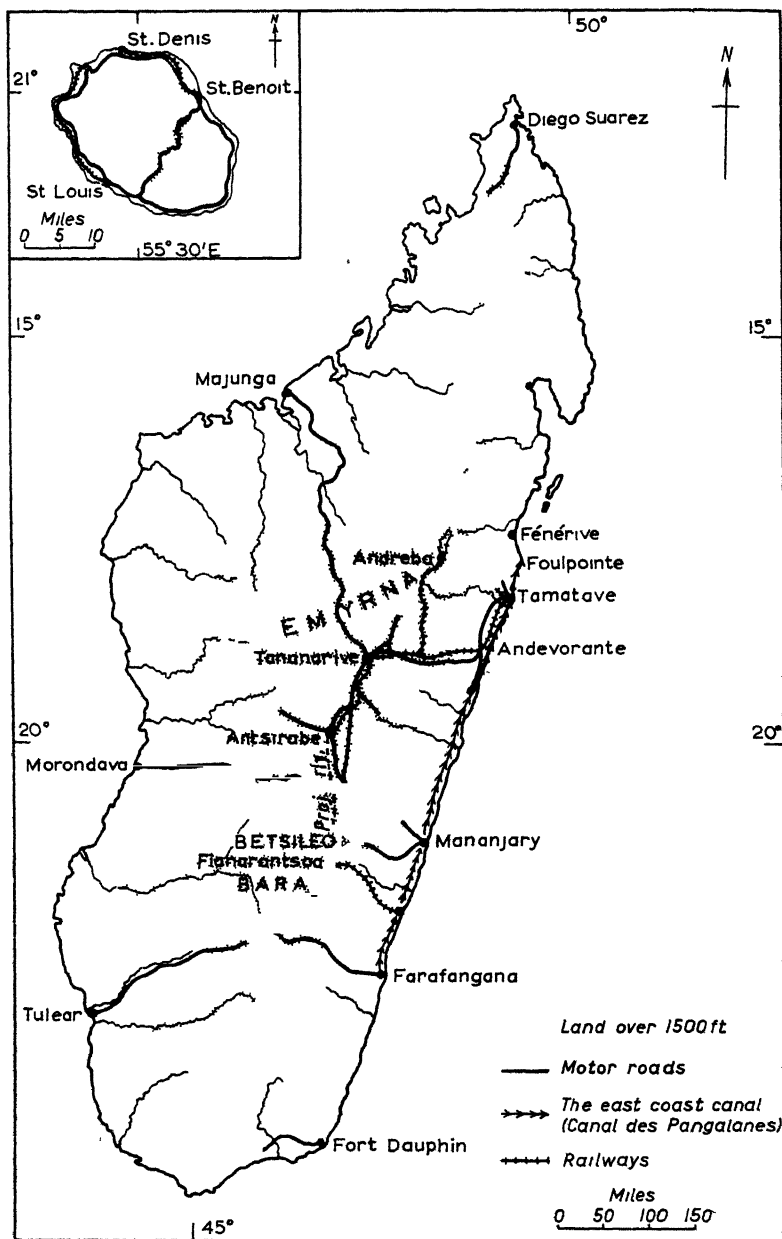 50°
N
St. Denis
21°
St. Benoit
St Louis
Miles
0 5 10
55° 30'E
N
Diego Suarez
15°
15°
Majunga
Fénérive
Andreba
Foulpointe
EMYRNA
Tamatave
Tananarive
Andevorante
20°
Antsirabe
20°
Morondava
Proj. rly.
BETSILEO
Mananjary
Fianarantsoa
BARA
Farafangana
Tulear
Land over 1500 ft
Motor roads
The east coast canal
(Canal des Pangalanes)
Fort Dauphin
Railways
Miles
0 50 100 150
45°